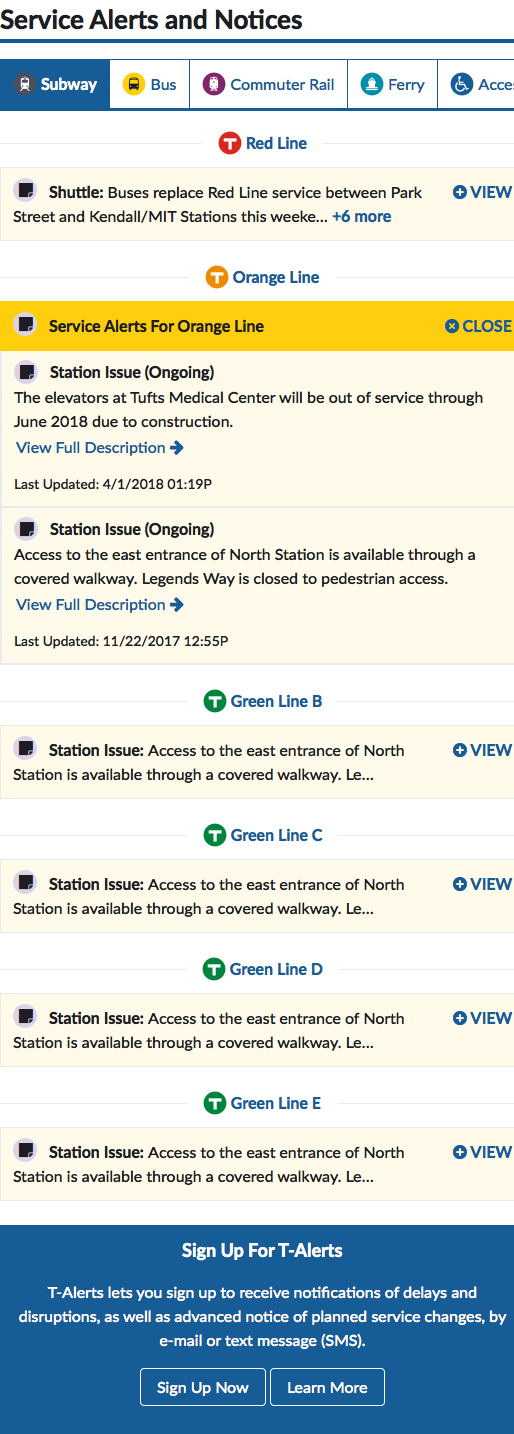 Service Alerts and Notices
Subway Bus Commuter Rail Ferry Acce
T Red Line
Shuttle: Buses replace Red Line service between Park VIEW
Street and Kendall/MIT Stations this weeke... +6 more
T Orange Line
Service Alerts For Orange Line CLOSE
Station Issue (Ongoing)
The elevators at Tufts Medical Center will be out of service through
June 2018 due to construction.
View Full Description
Last Updated: 4/1/2018 01:19P
Station Issue (Ongoing)
Access to the east entrance of North Station is available through a
covered walkway. Legends Way is closed to pedestrian access.
View Full Description
Last Updated: 11/22/2017 12:55P
T Green Line B
Station Issue: Access to the east entrance of North VIEW
Station is available through a covered walkway. Le...
T Green Line C
Station Issue: Access to the east entrance of North VIEW
Station is available through a covered walkway. Le...
T Green Line D
Station Issue: Access to the east entrance of North VIEW
Station is available through a covered walkway. Le...
T Green Line E
Station Issue: Access to the east entrance of North VIEW
Station is available through a covered walkway. Le...
Sign Up For T-Alerts
T-Alerts lets you sign up to receive notifications of delays and
disruptions, as well as advanced notice of planned service changes, by
e-mail or text message (SMS).
Sign Up Now Learn More